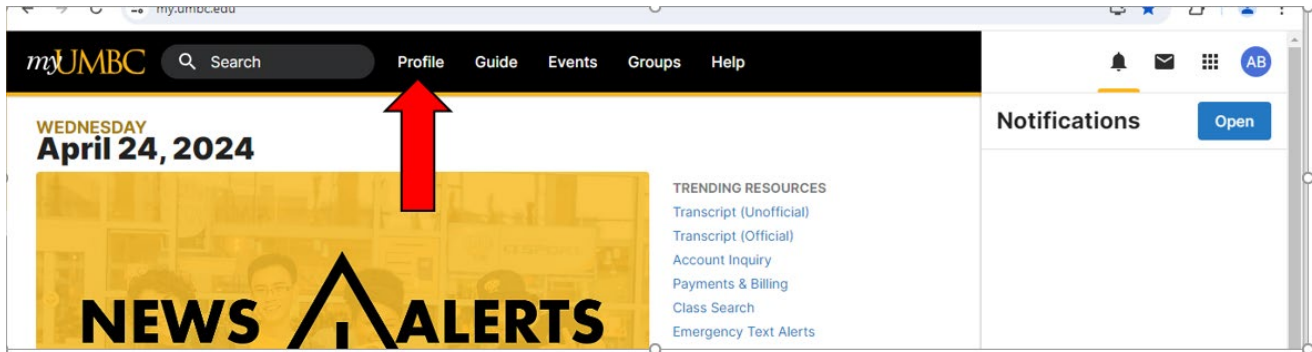 my.umbc.edu
myUMBC Search Profile Guide Events Groups Help AB
Notifications Open
WEDNESDAY
April 24, 2024
TRENDING RESOURCES
Transcript (Unofficial)
Transcript (Official)
Account Inquiry
Payments & Billing
Class Search
Emergency Text Alerts
NEWS ALERTS